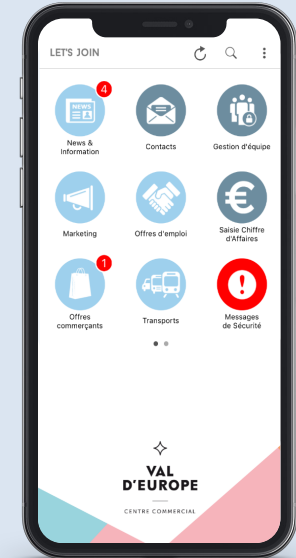 LET'S JOIN
4
NEWS
News &
Information
Contacts
Gestion d'équipe
Marketing
Offres d'emploi
€
Saisie Chiffre
d'Affaires
1
Offres
commerçants
Transports
!
Messages
de Sécurité
VAL
D'EUROPE
CENTRE COMMERCIAL